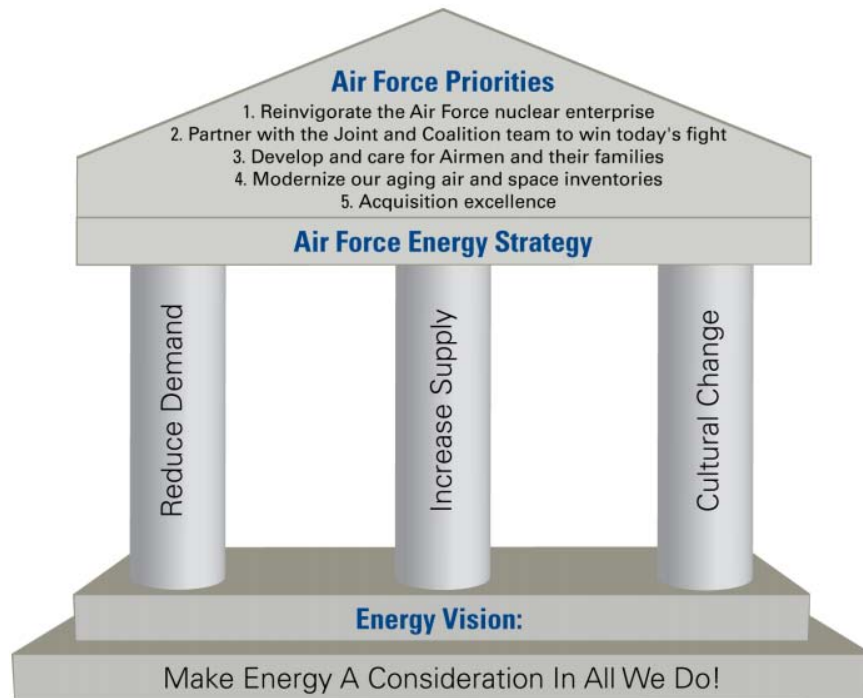 Air Force Priorities
1. Reinvigorate the Air Force nuclear enterprise
2. Partner with the Joint and Coalition team to win today's fight
3. Develop and care for Airmen and their families
4. Modernize our aging air and space inventories
5. Acquisition excellence
Air Force Energy Strategy
Reduce Demand
Increase Supply
Cultural Change
Energy Vision:
Make Energy A Consideration In All We Do!